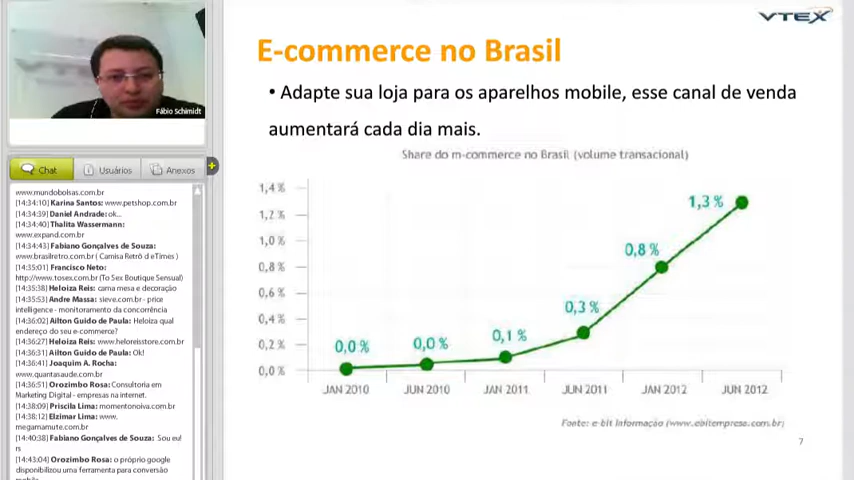 VTEX
E-commerce no Brasil
• Adapte sua loja para os aparelhos mobile, esse canal de venda
aumentará cada dia mais.
Share do m-commerce no Brasil (volume transacional)
1,4 %
1,2 %
1,0 %
0,8 %
0,6 %
0,4 %
0,2 %
0,0 %
0,0 %
0,0 %
0,1 %
0,3 %
0,8 %
1,3 %
JAN 2010
JUN 2010
JAN 2011
JUN 2011
JAN 2012
JUN 2012
Fonte: e-bit Informação (www.ebitempresa.com.br)
7
Fábio Schimidt
Chat
Usuários
Anexos
www.mundobolsas.com.br
[14:34:10] Karina Santos: www.petshop.com.br
[14:34:39] Daniel Andrade: ok...
[14:34:40] Thalita Wassermann:
www.expand.com.br
[14:34:43] Fabiano Gonçalves de Souza:
www.brasilretro.com.br ( Camisa Retrô d eTimes )
[14:35:01] Francisco Neto:
http://www.tosex.com.br (To Sex Boutique Sensual)
[14:35:38] Heloiza Reis: cama mesa e decoração
[14:35:53] Andre Massa: sieve.com.br - price
intelligence - monitoramento da concorrência
[14:36:02] Ailton Guido de Paula: Heloiza qual
endereço do seu e-commerce?
[14:36:27] Heloiza Reis: www.heloreisstore.com.br
[14:36:31] Ailton Guido de Paula: Ok!
[14:36:41] Joaquim A. Rocha:
www.quantasaude.com.br
[14:36:51] Orozimbo Rosa: Consultoria em
Marketing Digital - empresas na internet.
[14:38:09] Priscila Lima: momentonoiva.com.br
[14:38:12] Elzimar Lima: www.
megamamute.com.br
[14:40:38] Fabiano Gonçalves de Souza: Sou eu!
rs
[14:43:04] Orozimbo Rosa: o próprio google
disponibilizou uma ferramenta para conversão